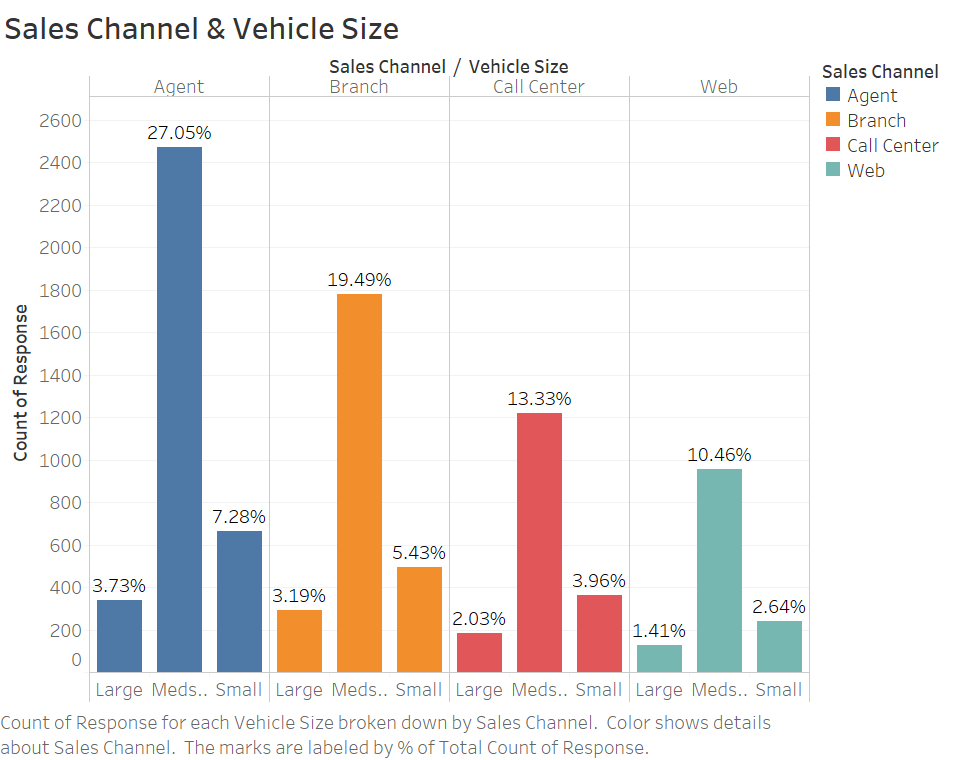 Sales Channel & Vehicle Size
Sales Channel / Vehicle Size
Agent Branch Call Center Web
Sales Channel
Agent
Branch
Call Center
Web
Count of Response
2600
2400
2200
2000
1800
1600
1400
1200
1000
800
600
400
200
0
27.05%
19.49%
13.33%
10.46%
7.28%
5.43%
3.73%
3.19%
3.96%
2.03%
2.64%
1.41%
Large Meds.. Small Large Meds.. Small Large Meds.. Small Large Meds.. Small
Count of Response for each Vehicle Size broken down by Sales Channel. Color shows details
about Sales Channel. The marks are labeled by % of Total Count of Response.